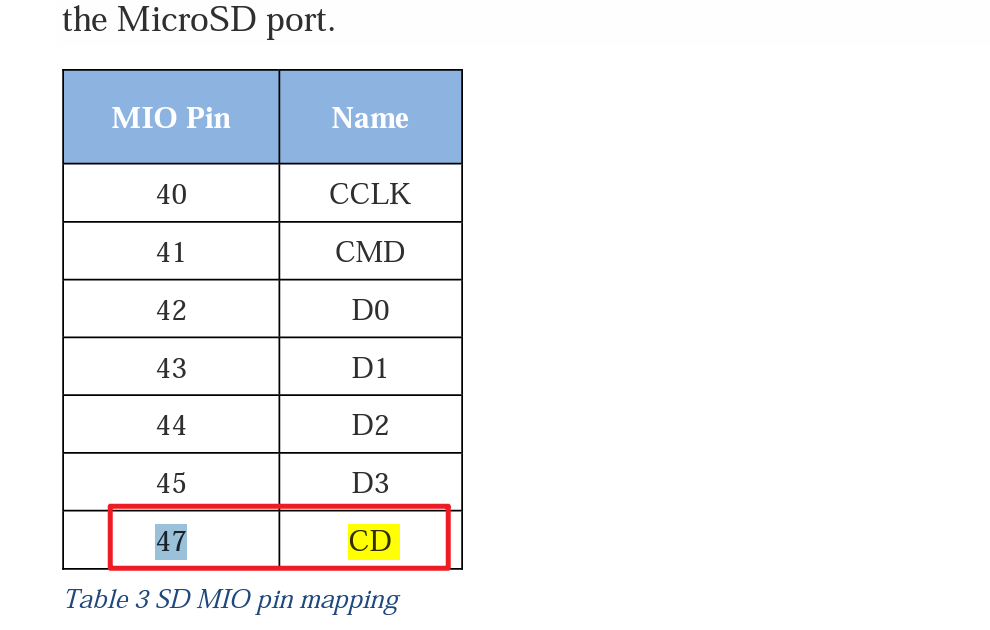 the MicroSD port.
MIO Pin Name
40 CCLK
41 CMD
42 D0
43 D1
44 D2
45 D3
47 CD
Table 3 SD MIO pin mapping